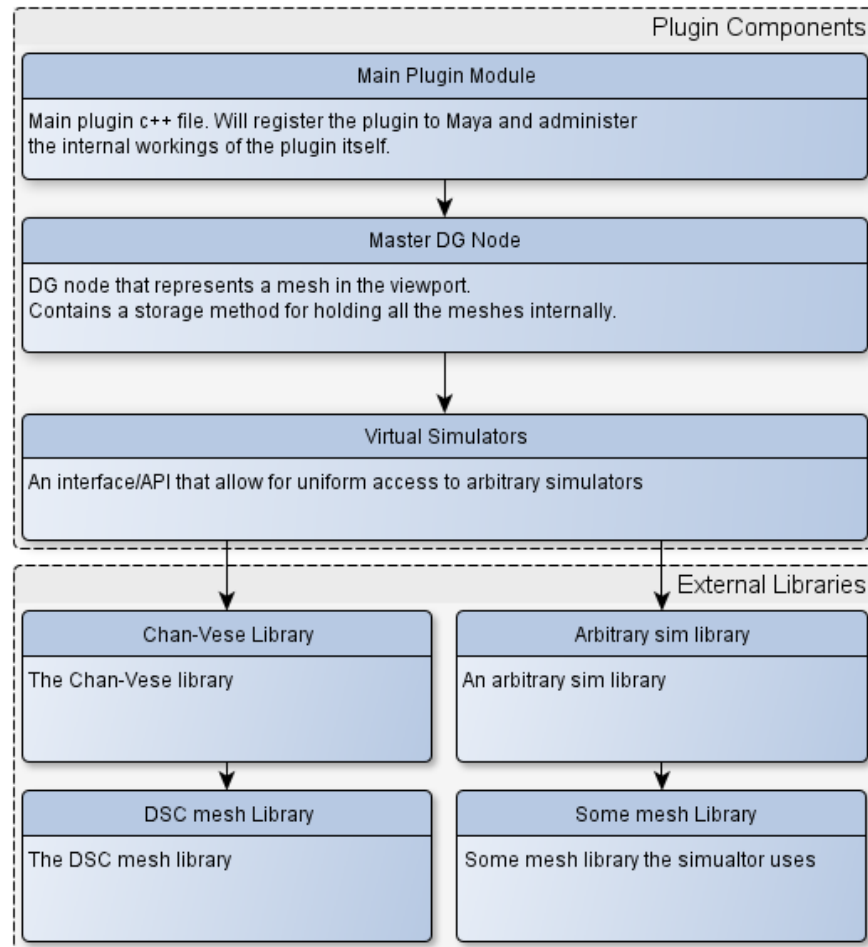 Plugin Components
Main Plugin Module
Main plugin c++ file. Will register the plugin to Maya and administer
the internal workings of the plugin itself.
Master DG Node
DG node that represents a mesh in the viewport.
Contains a storage method for holding all the meshes internally.
Virtual Simulators
An interface/API that allow for uniform access to arbitrary simulators
External Libraries
Chan-Vese Library
The Chan-Vese library
Arbitrary sim library
An arbitrary sim library
DSC mesh Library
The DSC mesh library
Some mesh Library
Some mesh library the simualtor uses